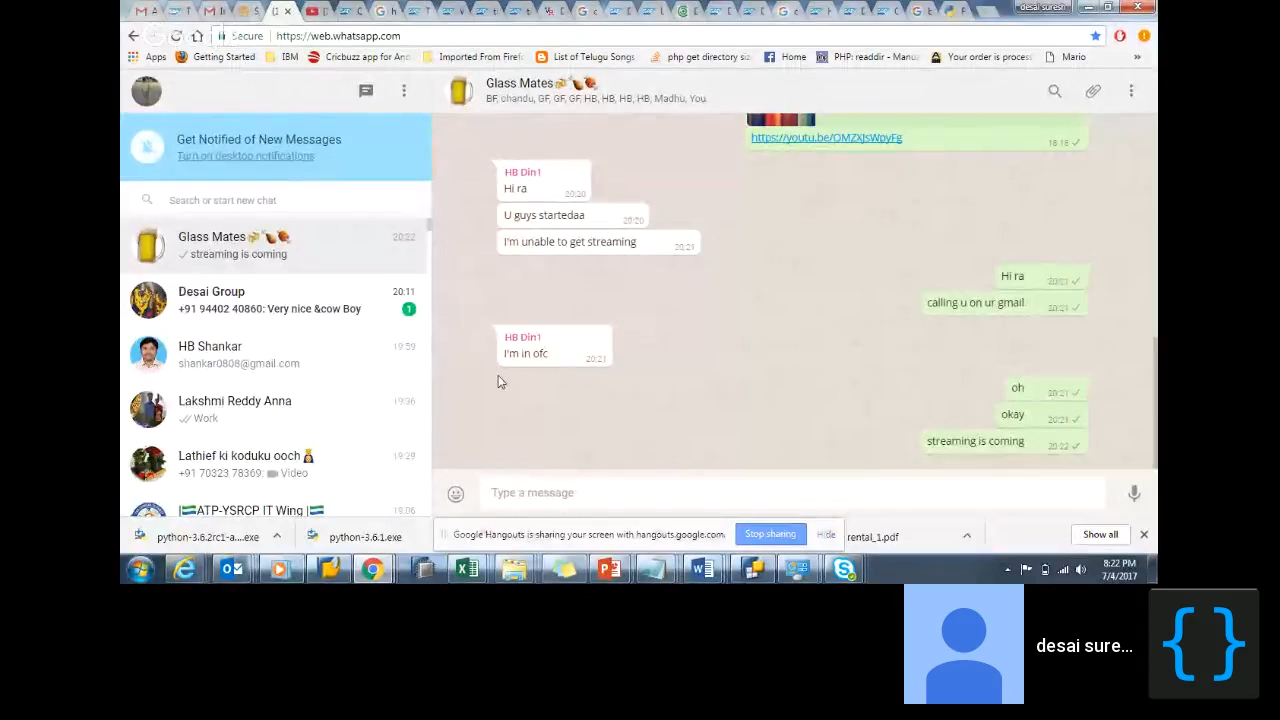 desai suresh
Secure
https://web.whatsapp.com
Apps
Getting Started
IBM
Cricbuzz app for An
Imported From Firef
List of Telugu Songs
php get directory siz
Home
PHP: readdir - Manu
Your order is process
Mario
»
Glass Mates
BF, chandu, GF, GF, GF HB, HB, HB, HB, Madhu, You
Get Notified of New Messages
Turn on desktop notifications
Search or start new chat
Glass Mates
20:22
streaming is coming
Desai Group
20:11
+91 94402 40860: Very nice &cow Boy
1
HB Shankar
19:59
shankar0808@gmail.com
Lakshmi Reddy Anna
19:36
Work
Lathief ki koduku ooch
19:29
+91 70323 78369: Video
|ATP-YSRCP IT Wing |
19:06
https://youtu.be/OMZXJsWpyFg
18:18
HB Din1
Hi ra
20:20
U guys startedaa
20:20
I'm unable to get streaming
20:21
Hi ra
20:21
calling u on ur gmail
20:21
HB Din1
I'm in ofc
20:21
oh
20:21
okay
20:21
streaming is coming
20:22
Type a message
python-3.6.2rc1-a....exe
python-3.6.1.exe
Google Hangouts is sharing your screen with hangouts.google.com.
Stop sharing
Hide
rental_1.pdf
Show all
8:22 PM
7/4/2017
desai sure...
{}